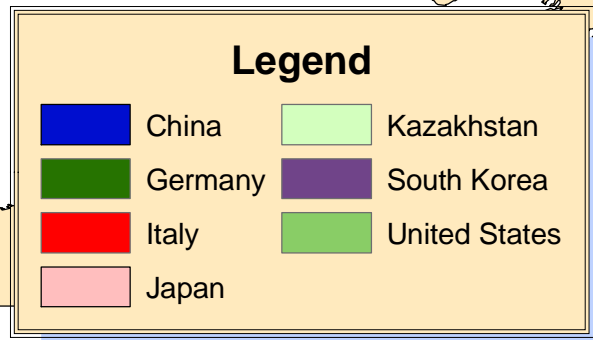 Legend
China
Germany
Italy
Japan
Kazakhstan
South Korea
United States